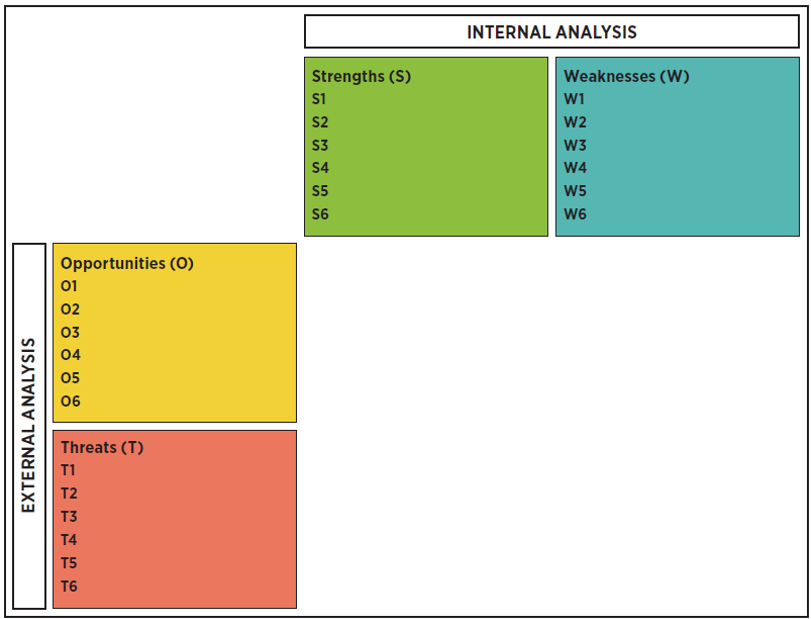 INTERNAL ANALYSIS
Strengths (S)
S1
S2
S3
S4
S5
S6
Weaknesses (W)
W1
W2
W3
W4
W5
W6
EXTERNAL ANALYSIS
Opportunities (O)
O1
O2
O3
O4
O5
O6
Threats (T)
T1
T2
T3
T4
T5
T6